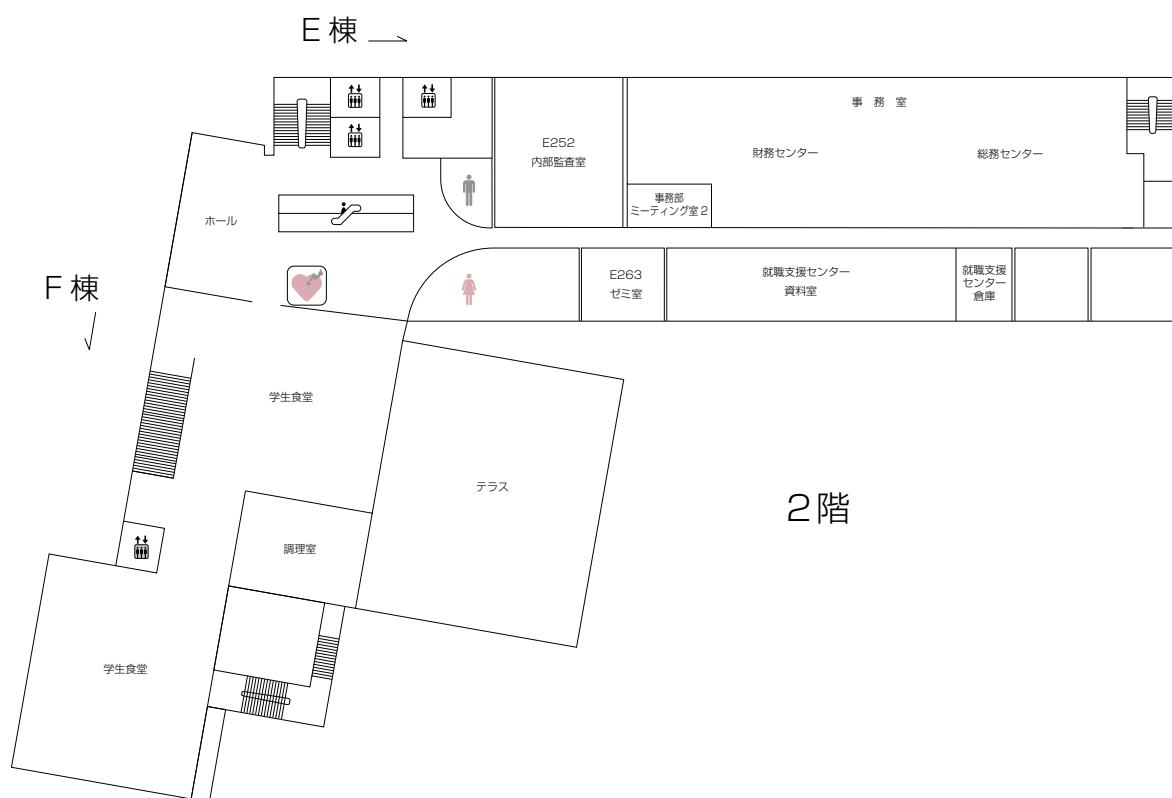 E棟
E252
内部監査室
事務室
財務センター
総務センター
事務部
ミーティング室2
ホール
F棟
E263
ゼミ室
就職支援センター
資料室
就職支援
センター
倉庫
学生食堂
テラス
2階
調理室
学生食堂